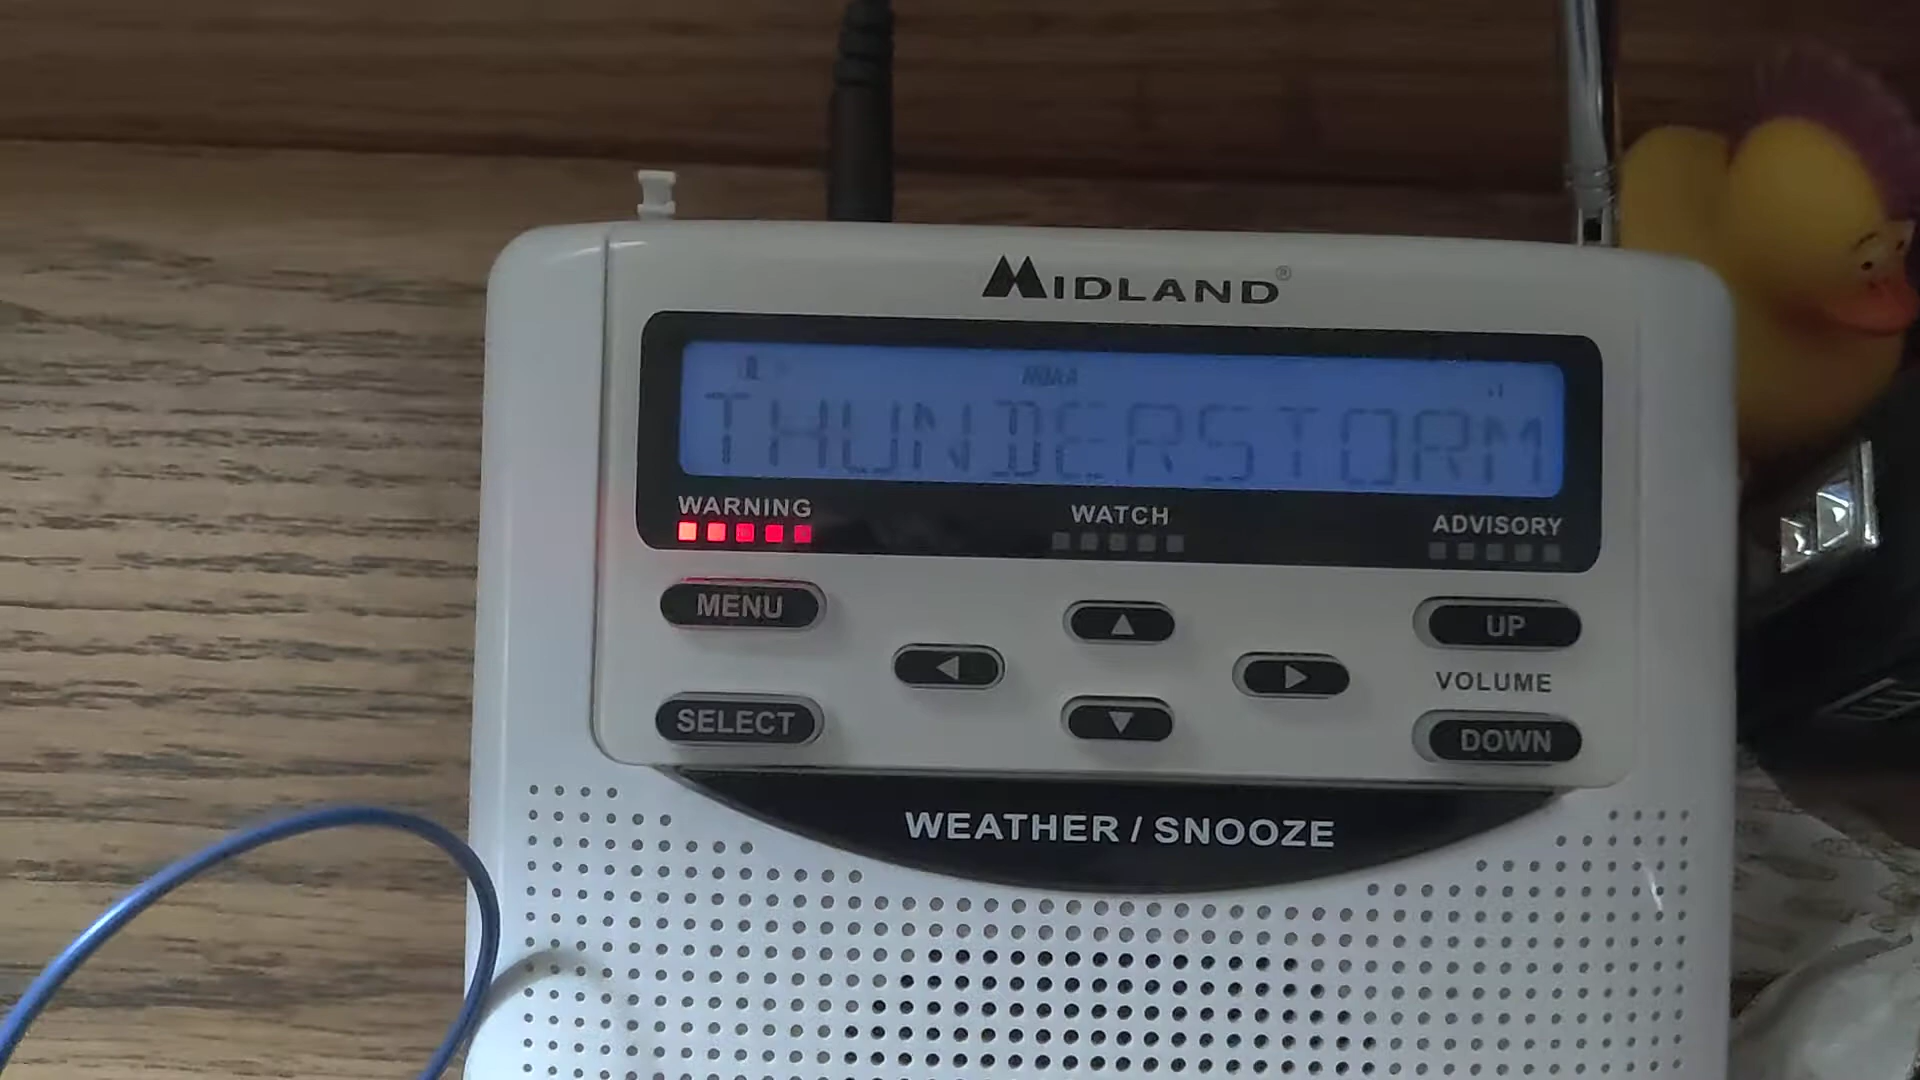 MIDLAND®
THUNDERSTORM
WARNING
WATCH
ADVISORY
MENU
UP
VOLUME
SELECT
DOWN
WEATHER / SNOOZE